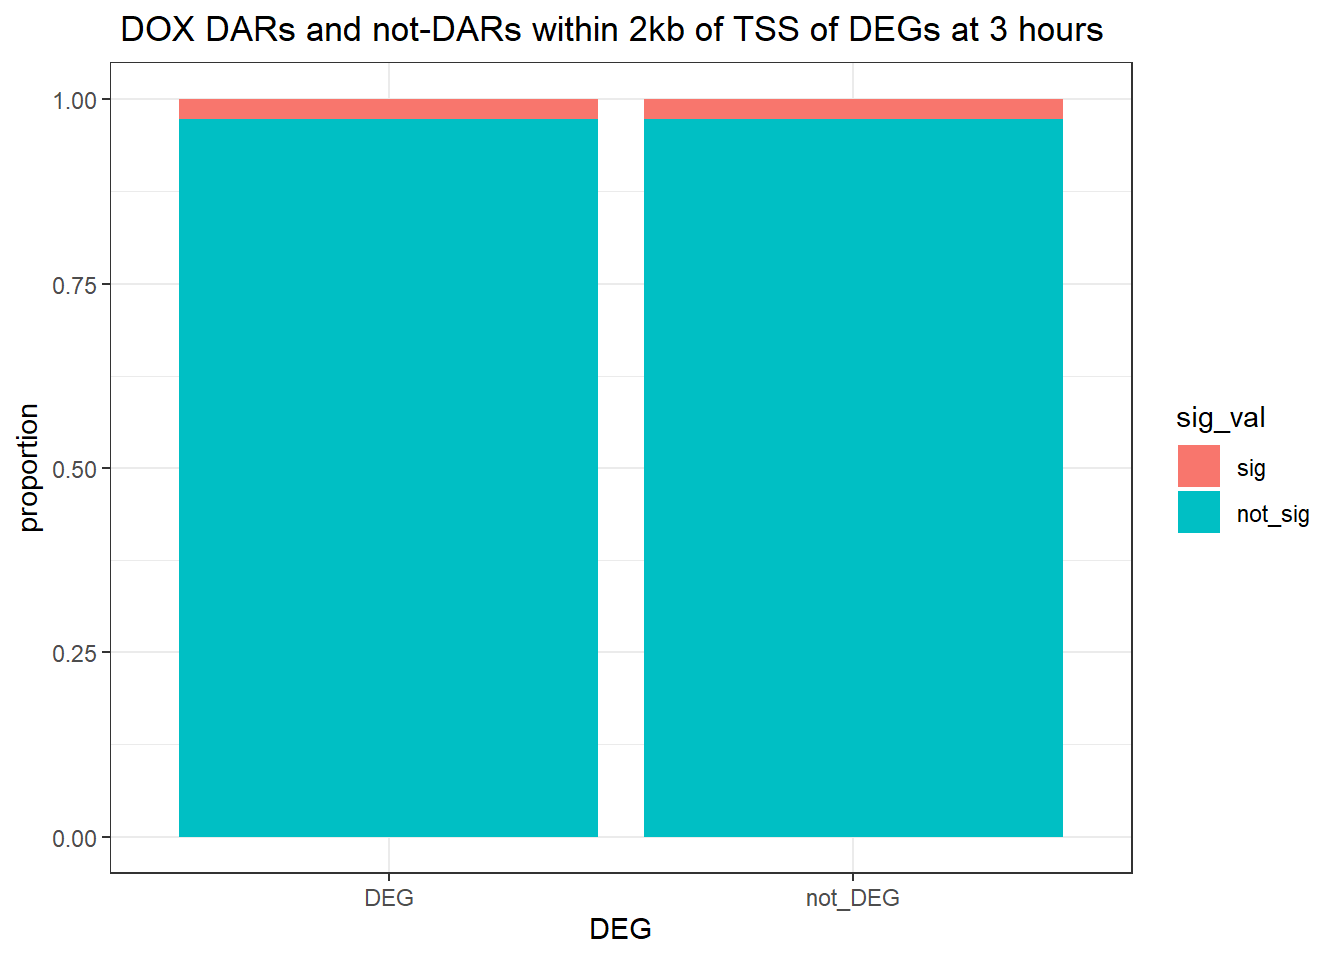 DOX DARs and not-DARs within 2kb of TSS of DEGs at 3 hours
1.00
0.75
0.50
0.25
0.00
proportion
DEG
not_DEG
DEG
sig_val
sig
not_sig